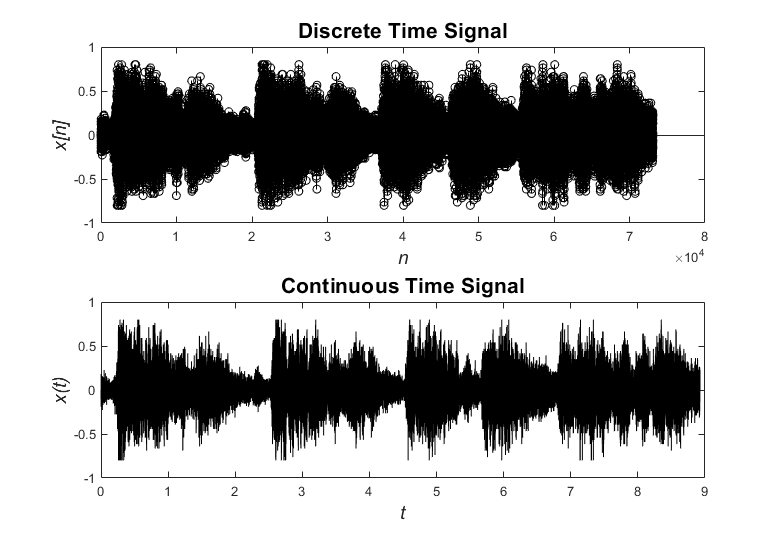 Discrete Time Signal
1
0.5
0
-0.5
-1
x[n]
0 1 2 3 4 5 6 7 8
n
×10⁴
Continuous Time Signal
1
0.5
0
-0.5
-1
x(t)
0 1 2 3 4 5 6 7 8 9
t